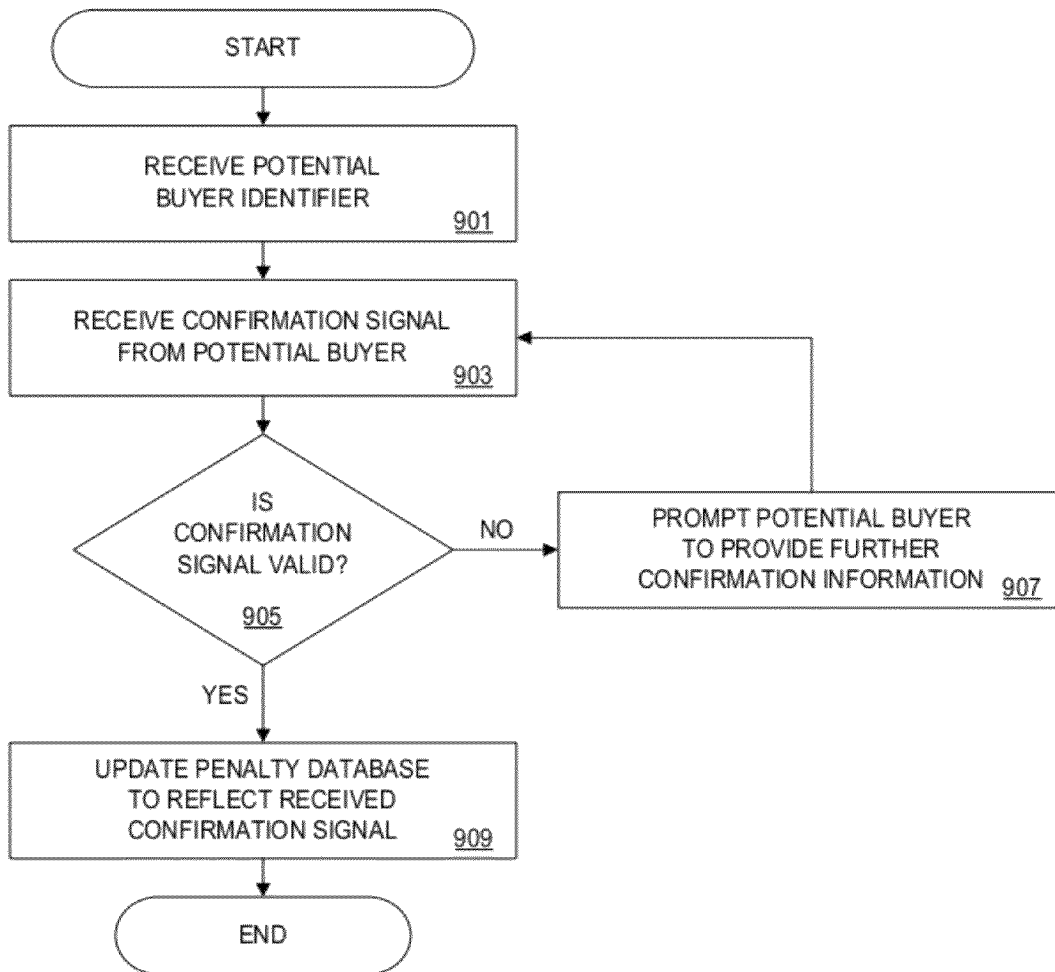 START
RECEIVE POTENTIAL
BUYER IDENTIFIER
901
RECEIVE CONFIRMATION SIGNAL
FROM POTENTIAL BUYER
903
IS
CONFIRMATION
SIGNAL VALID?
905
NO
PROMPT POTENTIAL BUYER
TO PROVIDE FURTHER
CONFIRMATION INFORMATION
907
YES
UPDATE PENALTY DATABASE
TO REFLECT RECEIVED
CONFIRMATION SIGNAL
909
END